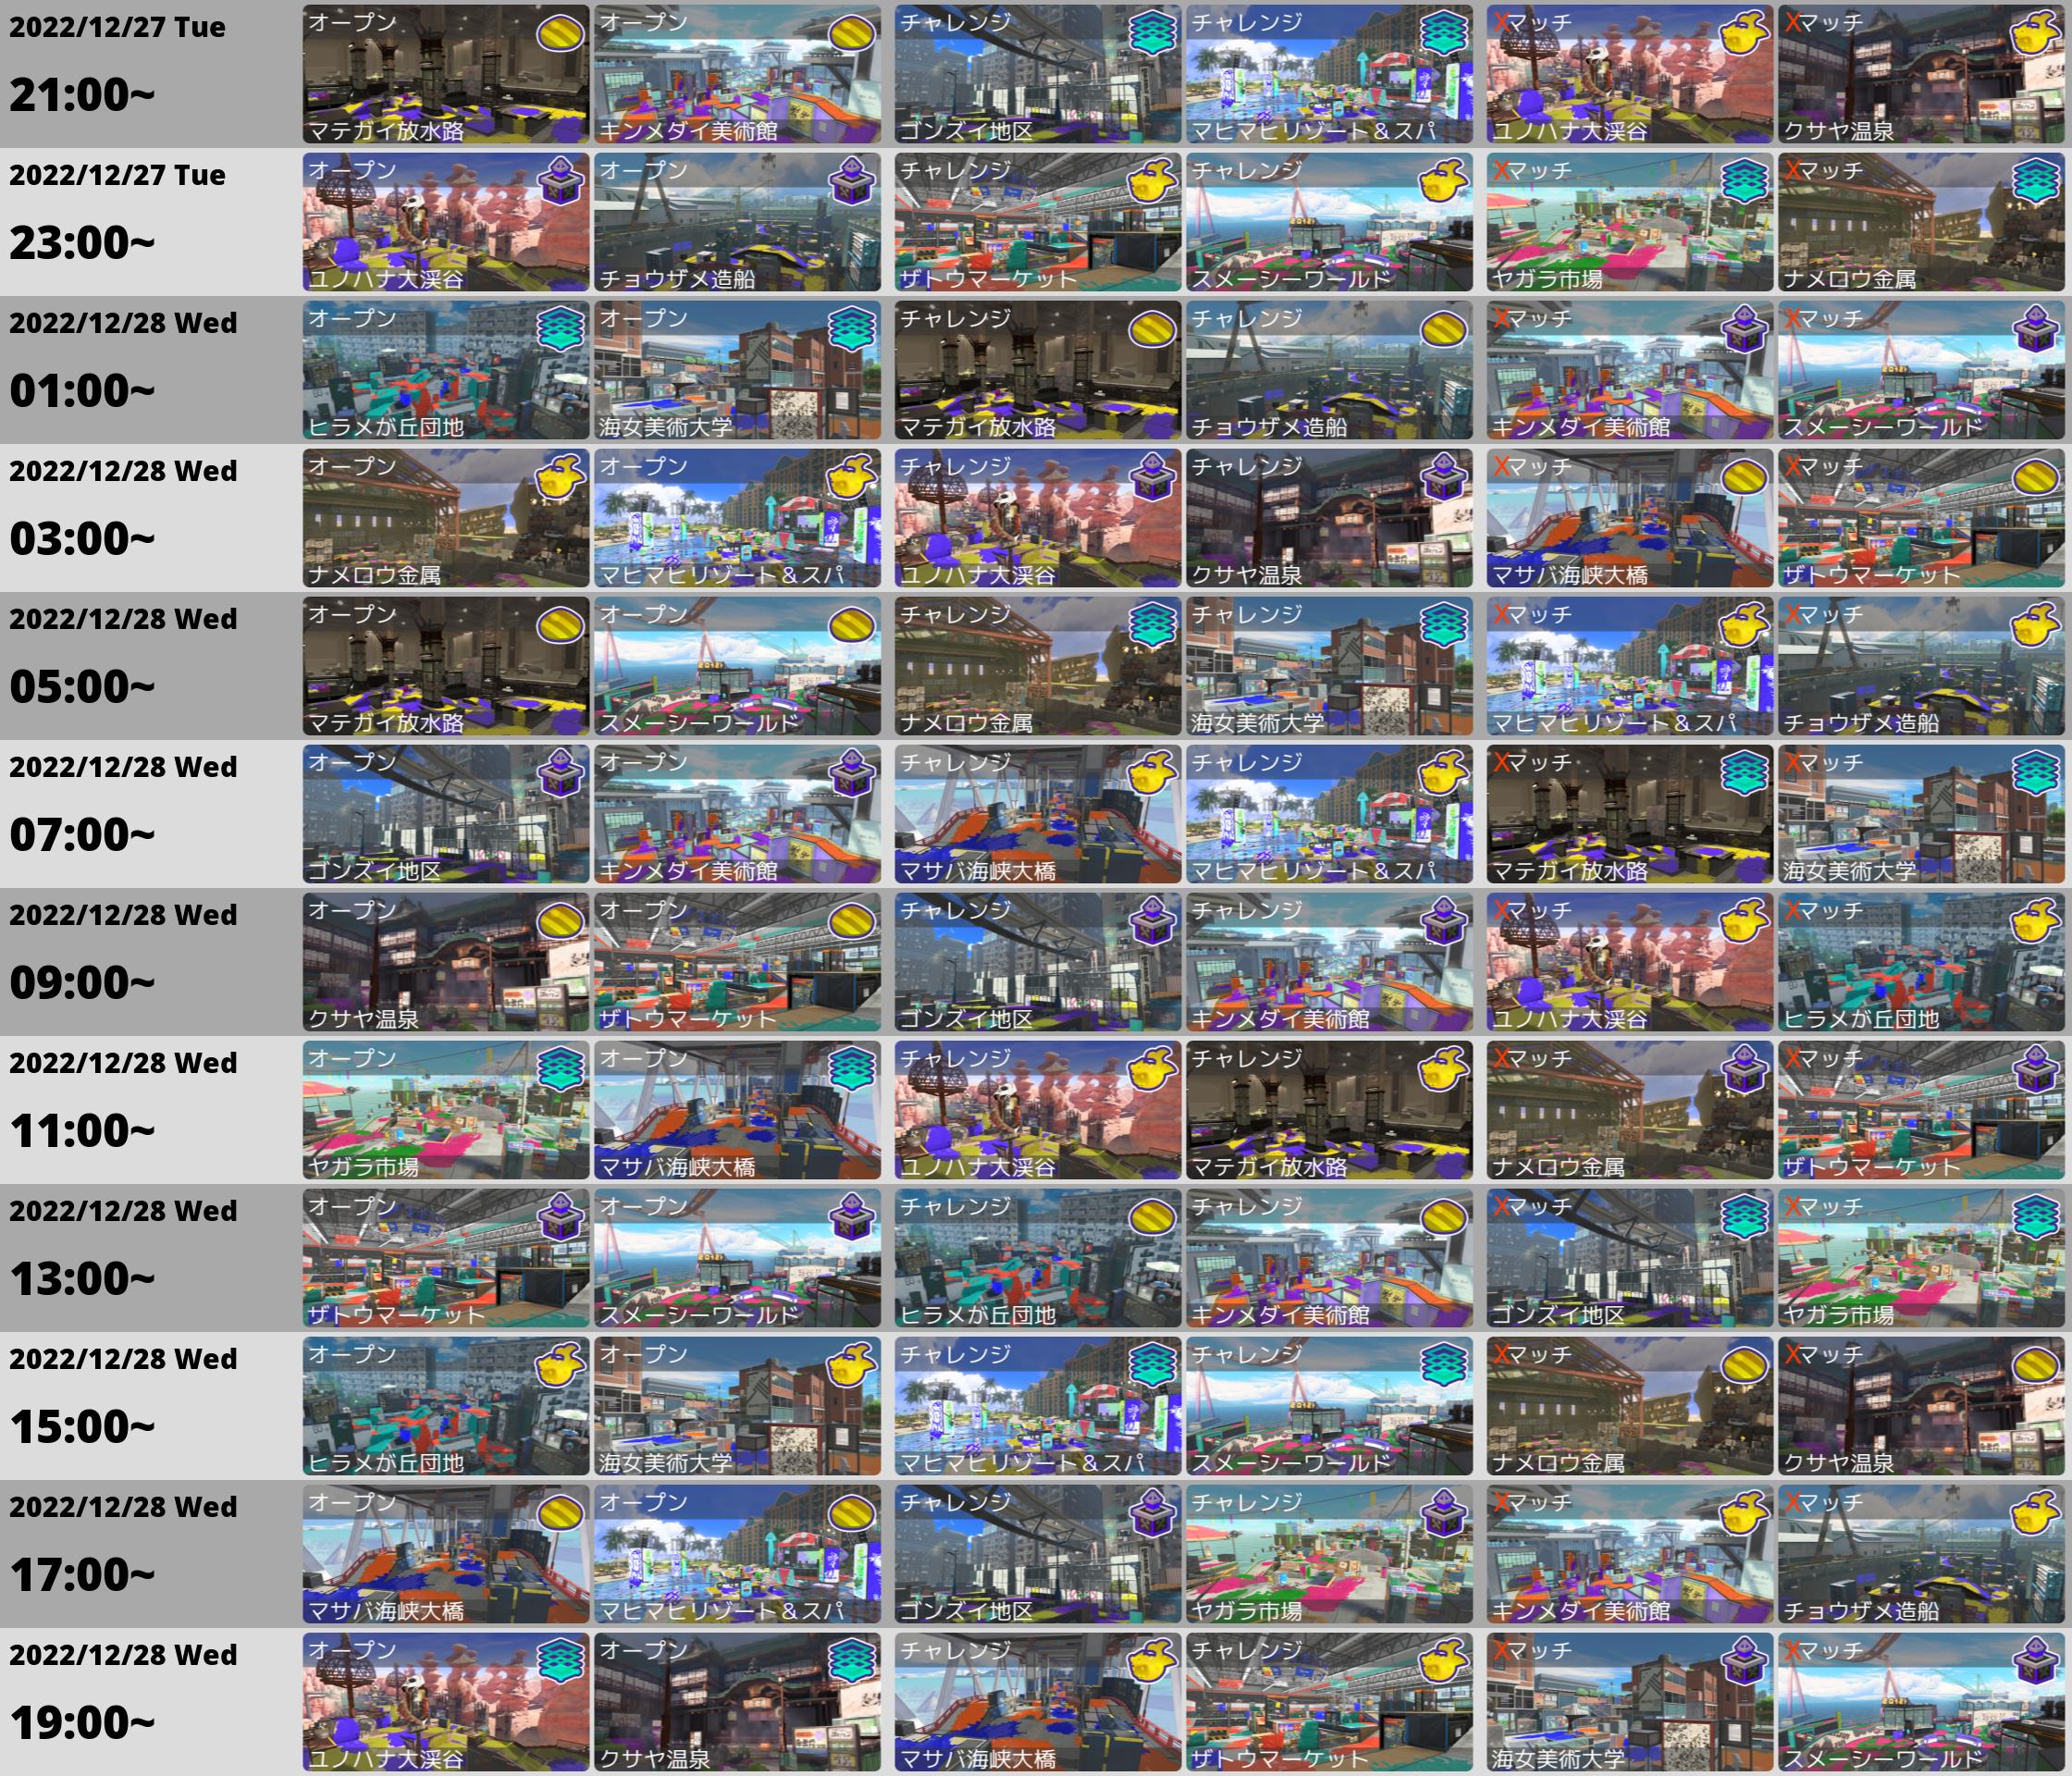 2022/12/27 Tue
21:00~
オープン オープン チャレンジ チャレンジ Xマッチ Xマッチ
マテガイ放水路 キンメダイ美術館 ゴンズイ地区 マヒマヒリゾート＆スパ ユノハナ大渓谷 クサヤ温泉
2022/12/27 Tue
23:00~
オープン オープン チャレンジ チャレンジ Xマッチ Xマッチ
ユノハナ大渓谷 チョウザメ造船 ザトウマーケット スメーシーワールド ヤガラ市場 ナメロウ金属
2022/12/28 Wed
01:00~
オープン オープン チャレンジ チャレンジ Xマッチ Xマッチ
ヒラメが丘団地 海女美術大学 マテガイ放水路 チョウザメ造船 キンメダイ美術館 スメーシーワールド
2022/12/28 Wed
03:00~
オープン オープン チャレンジ チャレンジ Xマッチ Xマッチ
ナメロウ金属 マヒマヒリゾート＆スパ ユノハナ大渓谷 クサヤ温泉 マサバ海峡大橋 ザトウマーケット
2022/12/28 Wed
05:00~
オープン オープン チャレンジ チャレンジ Xマッチ Xマッチ
マテガイ放水路 スメーシーワールド ナメロウ金属 海女美術大学 マヒマヒリゾート＆スパ チョウザメ造船
2022/12/28 Wed
07:00~
オープン オープン チャレンジ チャレンジ Xマッチ Xマッチ
ゴンズイ地区 キンメダイ美術館 マサバ海峡大橋 マヒマヒリゾート＆スパ マテガイ放水路 海女美術大学
2022/12/28 Wed
09:00~
オープン オープン チャレンジ チャレンジ Xマッチ Xマッチ
クサヤ温泉 ザトウマーケット ゴンズイ地区 キンメダイ美術館 ユノハナ大渓谷 ヒラメが丘団地
2022/12/28 Wed
11:00~
オープン オープン チャレンジ チャレンジ Xマッチ Xマッチ
ヤガラ市場 マサバ海峡大橋 ユノハナ大渓谷 マテガイ放水路 ナメロウ金属 ザトウマーケット
2022/12/28 Wed
13:00~
オープン オープン チャレンジ チャレンジ Xマッチ Xマッチ
ザトウマーケット スメーシーワールド ヒラメが丘団地 キンメダイ美術館 ゴンズイ地区 ヤガラ市場
2022/12/28 Wed
15:00~
オープン オープン チャレンジ チャレンジ Xマッチ Xマッチ
ヒラメが丘団地 海女美術大学 マヒマヒリゾート＆スパ スメーシーワールド ナメロウ金属 クサヤ温泉
2022/12/28 Wed
17:00~
オープン オープン チャレンジ チャレンジ Xマッチ Xマッチ
マサバ海峡大橋 マヒマヒリゾート＆スパ ゴンズイ地区 ヤガラ市場 キンメダイ美術館 チョウザメ造船
2022/12/28 Wed
19:00~
オープン オープン チャレンジ チャレンジ Xマッチ Xマッチ
ユノハナ大渓谷 クサヤ温泉 マサバ海峡大橋 ザトウマーケット 海女美術大学 スメーシーワールド